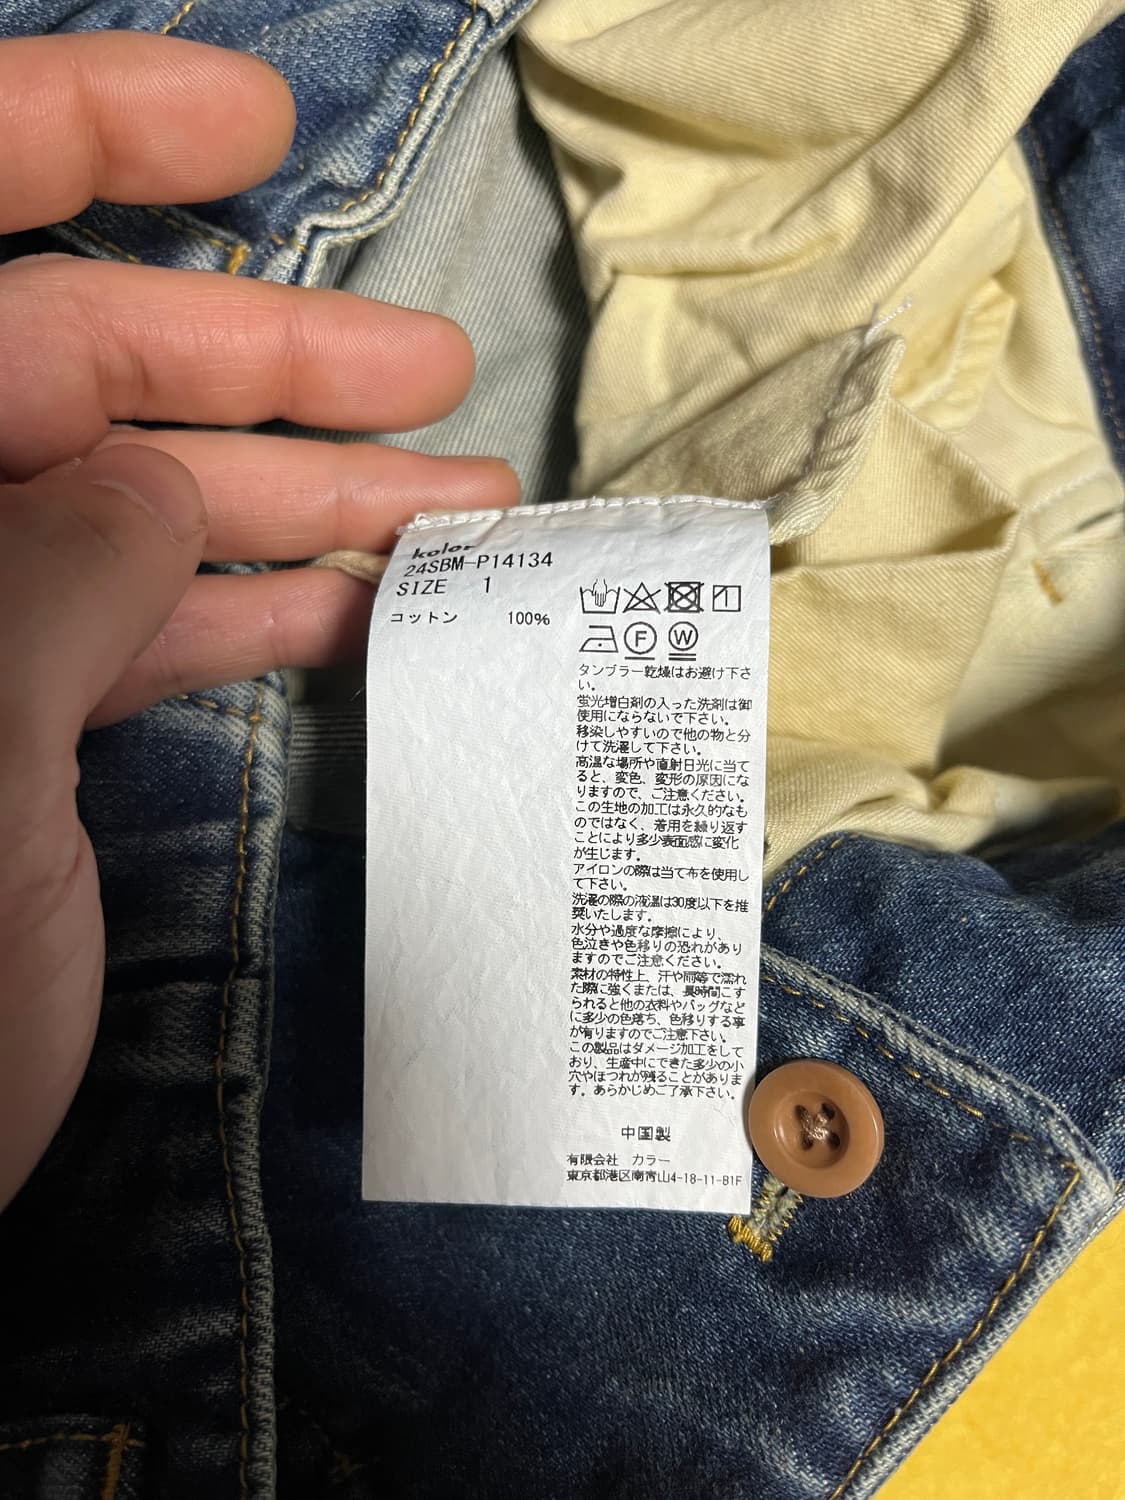 kolor
24SBM-P14134
SIZE 1
コットン 100%
F W
タンブラー乾燥はお避け下さ
い。
蛍光増白剤の入った洗剤は御
使用にならないで下さい。
移染しやすいので他の物と分
けて洗濯して下さい。
高温な場所や直射日光に当て
ると、変色、変形の原因にな
りますので、ご注意ください。
この生地の加工は永久的なも
のではなく、着用を繰り返す
ことにより多少表面感に変化
が生じます。
アイロンの際は当て布を使用し
て下さい。
洗濯の際の液温は30度以下を推
奨いたします。
水分や過度な摩擦により、
色泣きや色移りの恐れがあり
ますのでご注意ください。
素材の特性上、汗や雨等で濡れ
た際に強くまたは、長時間こす
られると他の衣料やバッグなど
に多少の色落ち、色移りする事
が有りますのでご注意下さい。
この製品はダメージ加工をして
おり、生産中にできた多少の小
穴やほつれが残ることがありま
す。あらかじめご了承下さい。
中国製
有限会社 カラー
東京都港区南青山4-18-11-B1F